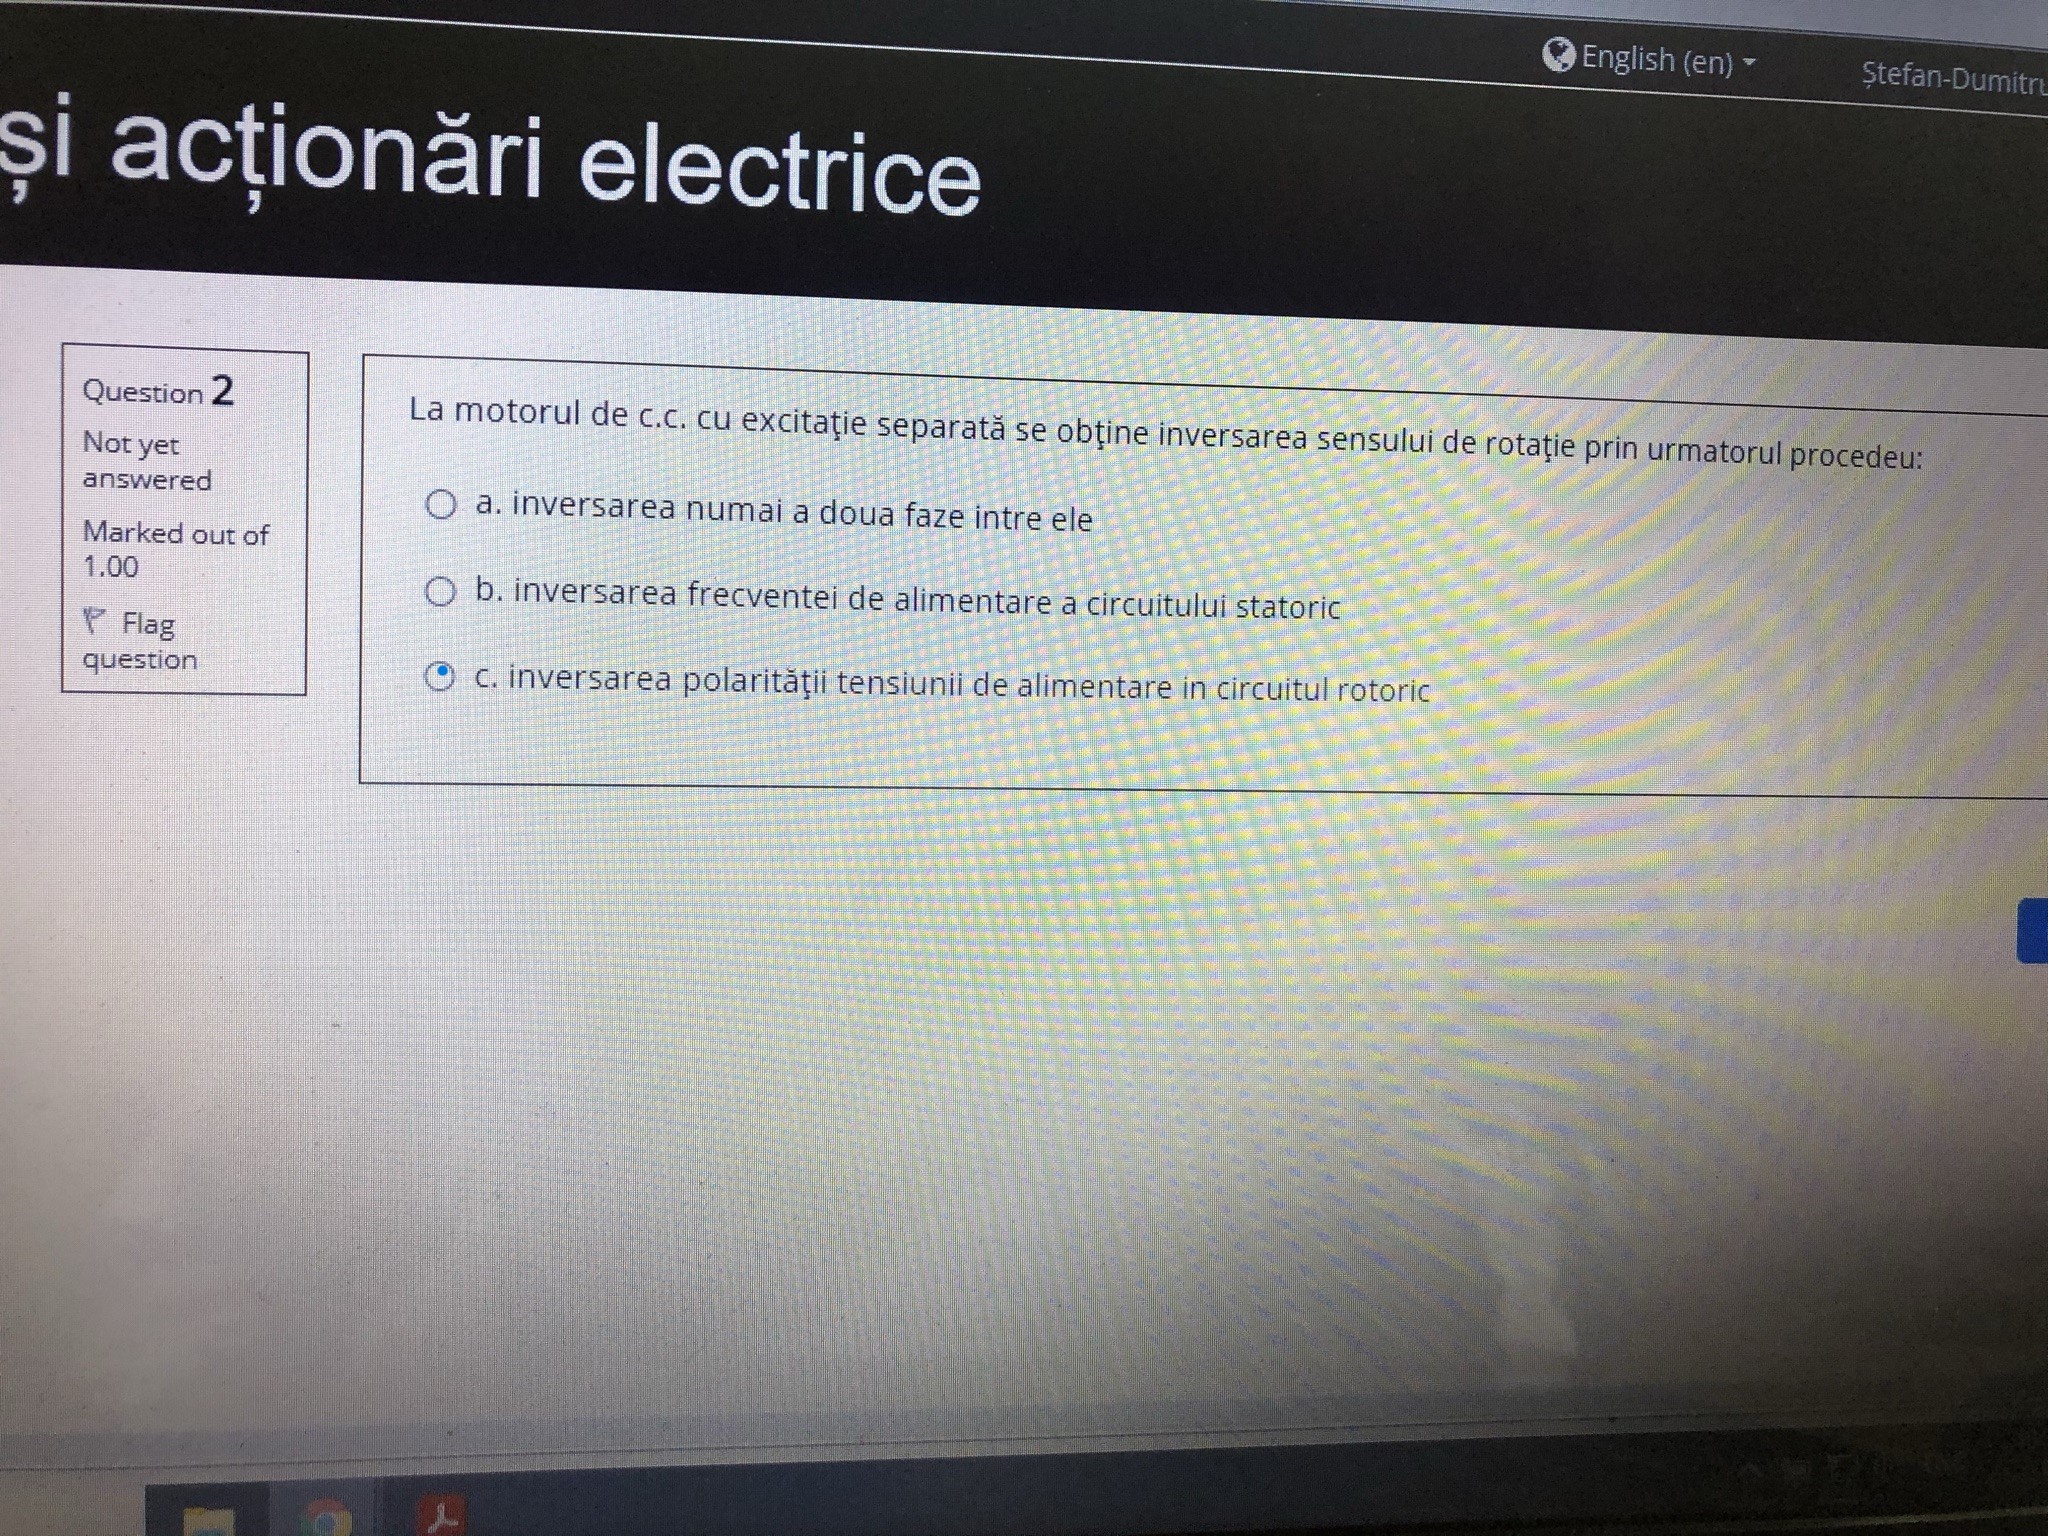 English (en)
Ștefan-Dumitru
și acționări electrice
Question 2
Not yet
answered
Marked out of
1.00
Flag
question
La motorul de c.c. cu excitaţie separată se obţine inversarea sensului de rotaţie prin urmatorul procedeu:
a. inversarea numai a doua faze intre ele
b. inversarea frecventei de alimentare a circuitului statoric
c. inversarea polarităţii tensiunii de alimentare in circuitul rotoric